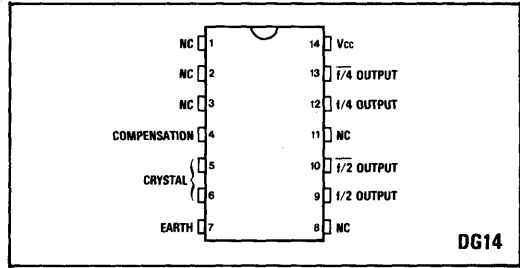 NC 1
NC 2
NC 3
COMPENSATION 4
CRYSTAL
5
6
EARTH 7
14 Vcc
13 f/4 OUTPUT
12 f/4 OUTPUT
11 NC
10 f/2 OUTPUT
9 f/2 OUTPUT
8 NC
DG14